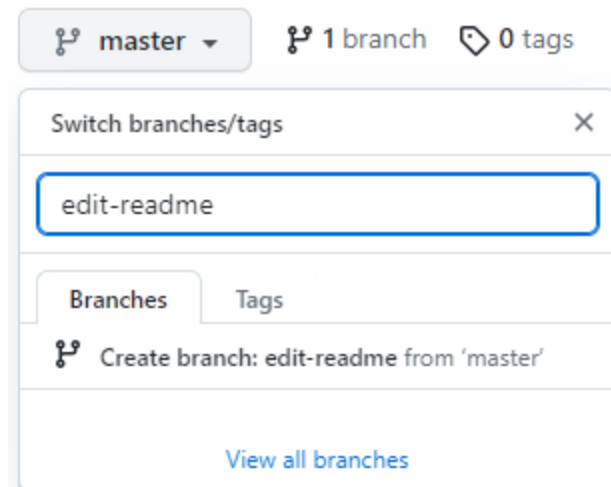 master 1 branch 0 tags
Switch branches/tags
edit-readme
Branches Tags
Create branch: edit-readme from 'master'
View all branches